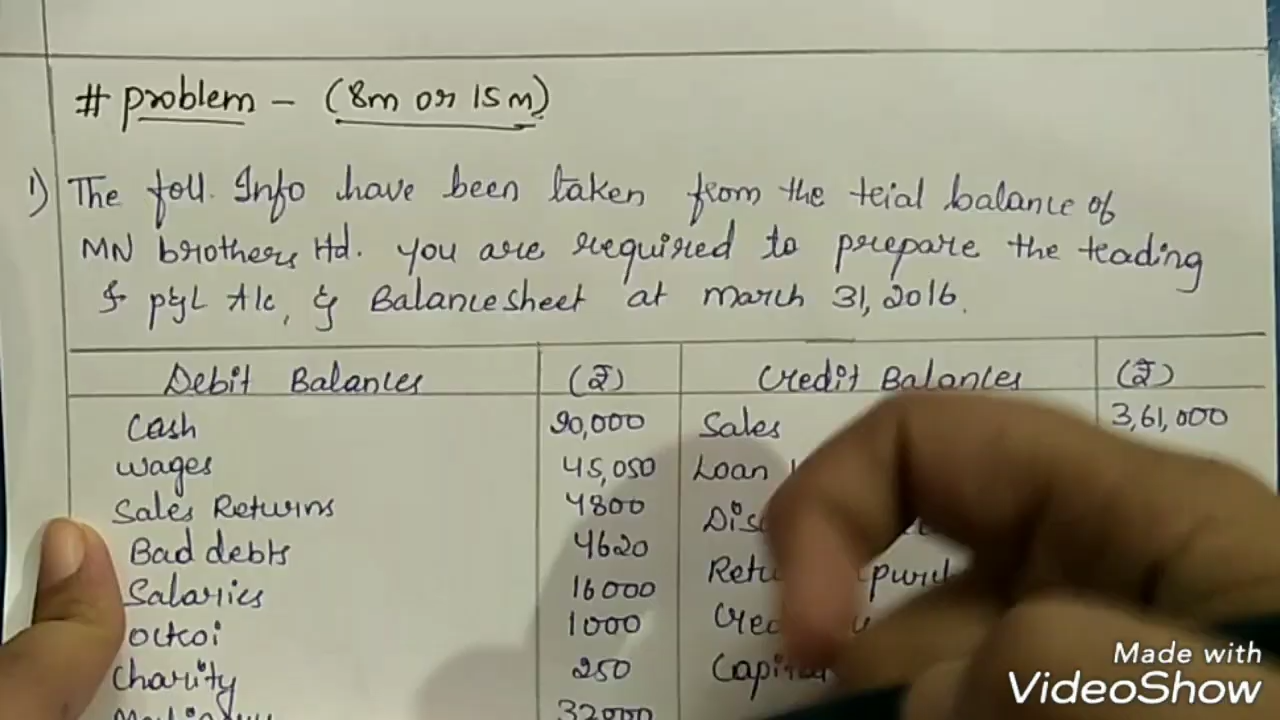 # problem - (8m or 15m)
1) The foll. Info have been taken from the trial balance of
MN brothers ltd. you are required to prepare the trading
& p&L A/c, & Balancesheet at march 31, 2016.
Debit Balances (₹) Credit Balances (₹)
Cash 90,000 Sales 3,61,000
Wages 45,050 Loan
Sales Returns 4800
Bad debts 4620
Salaries 16000
Octroi 1000
Charity 250
32000
Made with
VideoShow